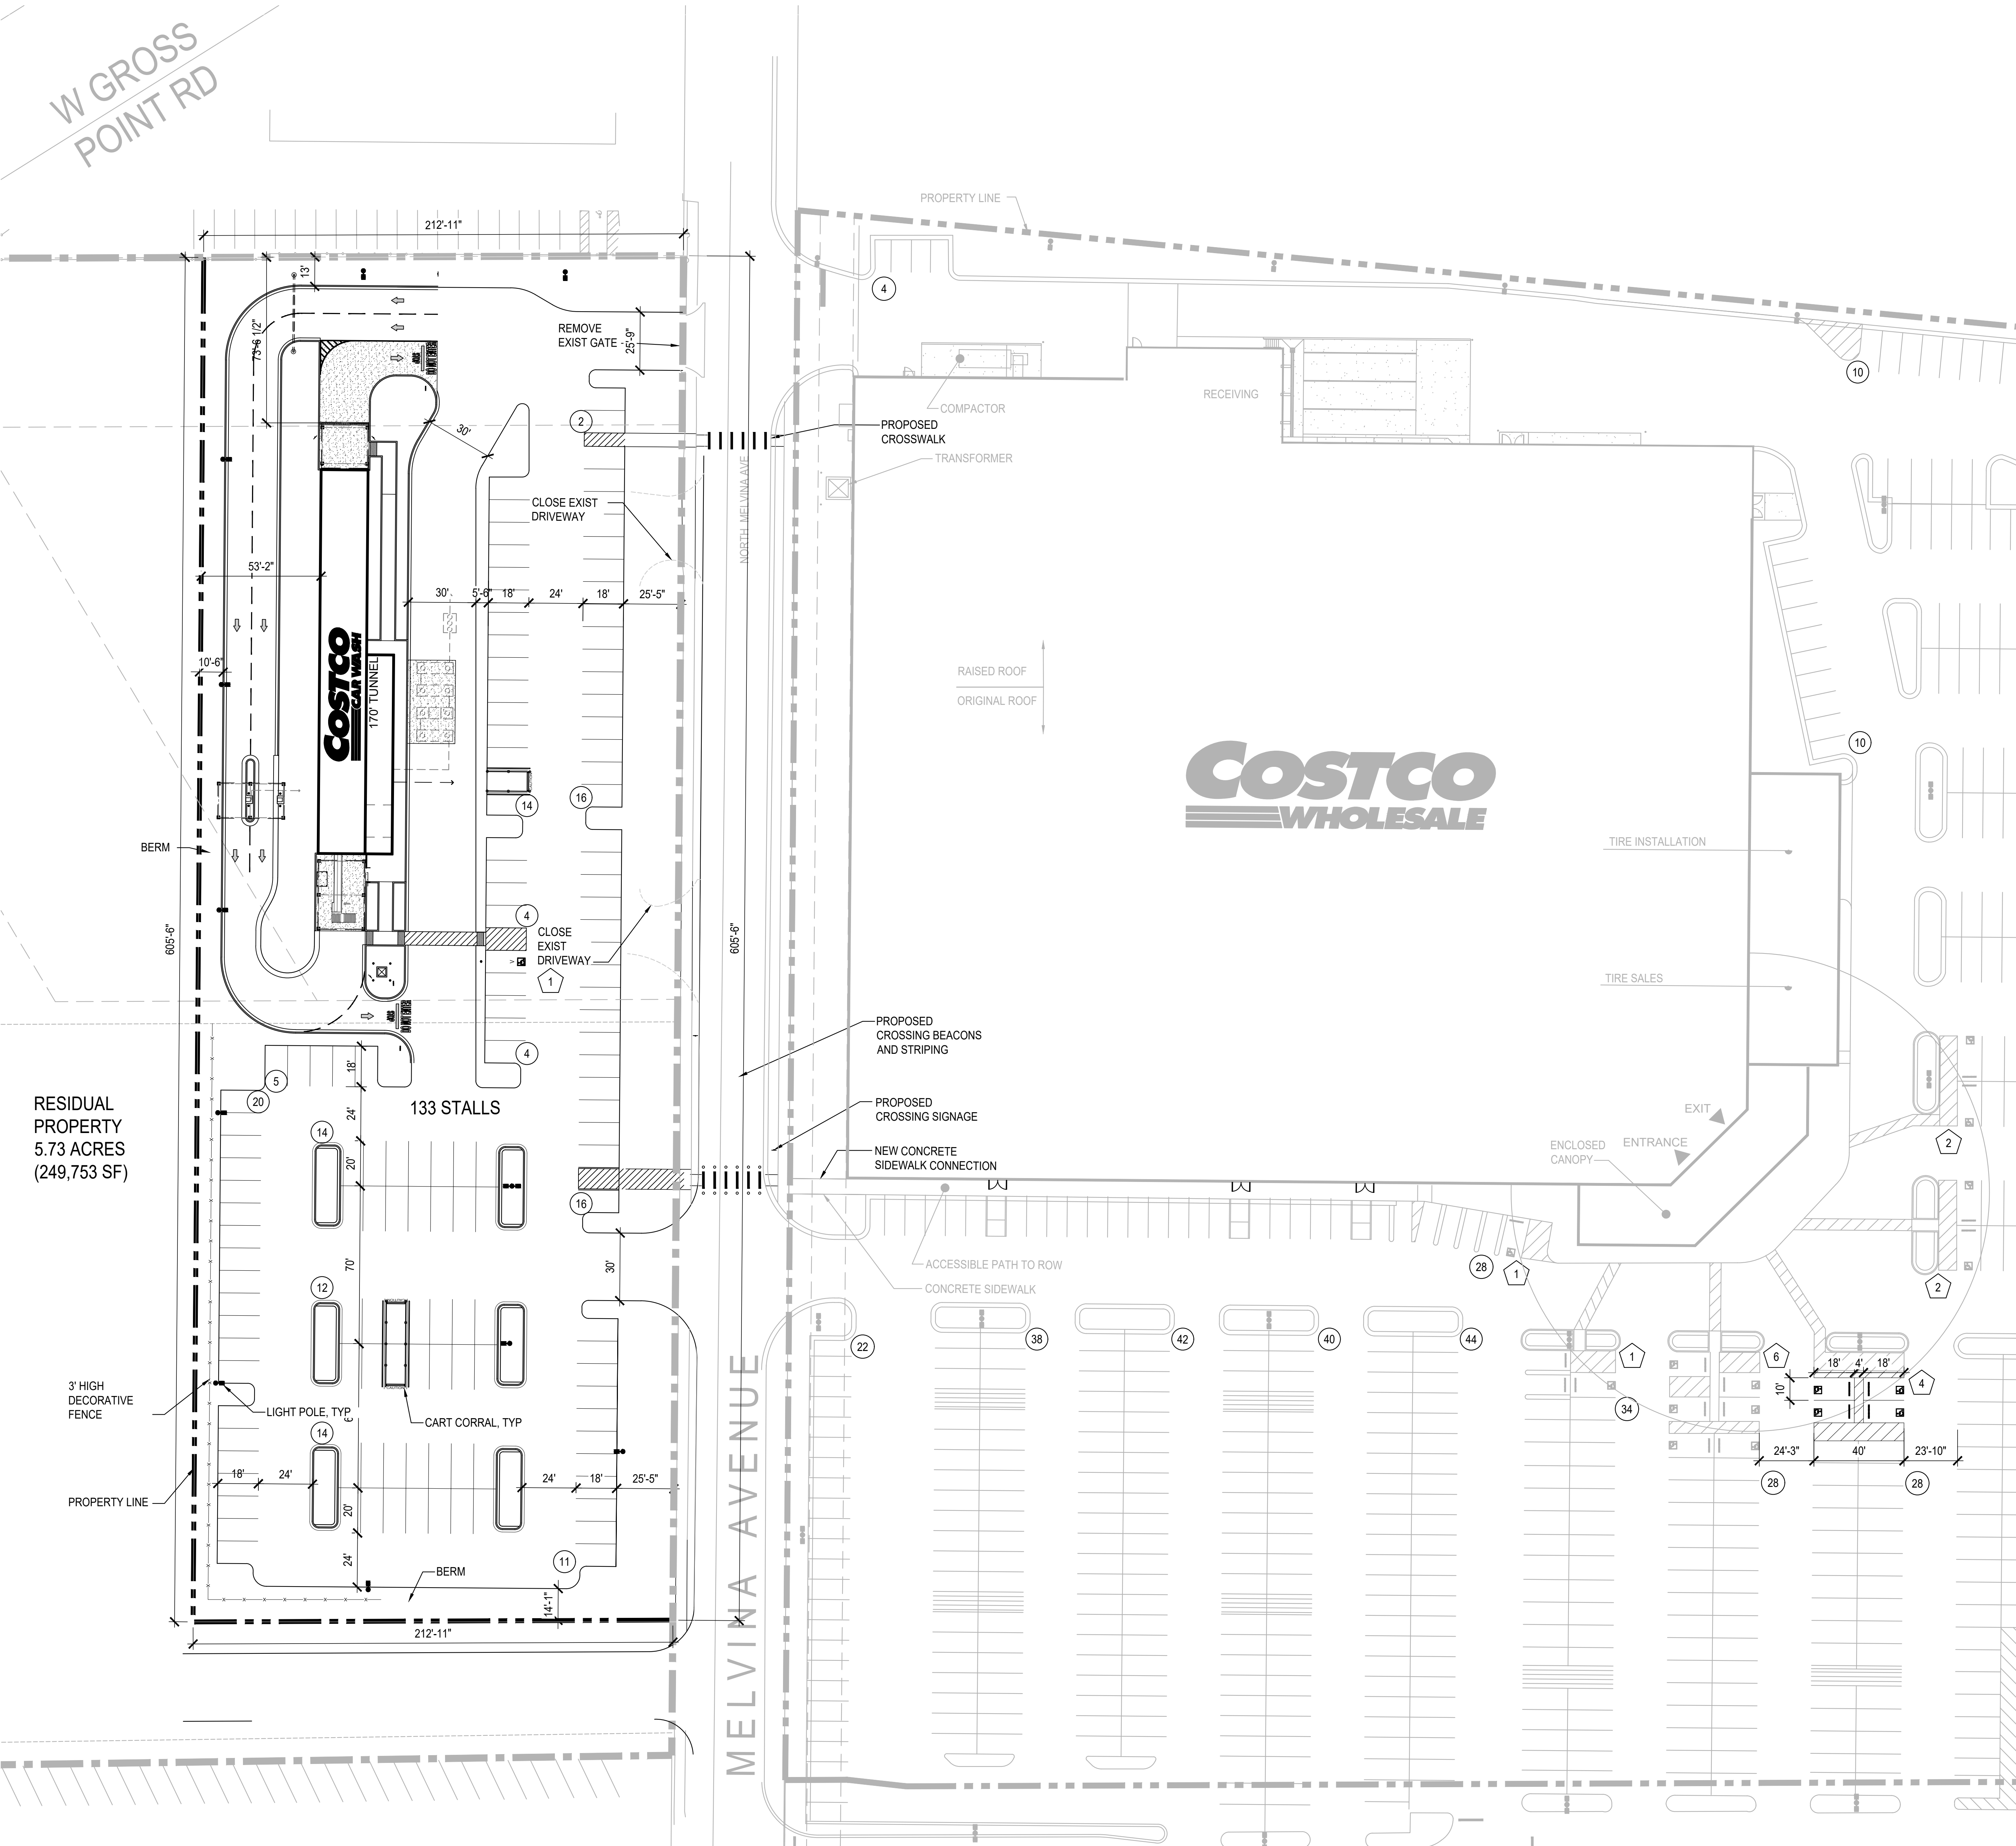 W GROSS
POINT RD
212'-11"
13'
73'-6 1/2"
REMOVE
EXIST GATE
25'-9"
30'
2
PROPOSED
CROSSWALK
TRANSFORMER
COMPACTOR
RECEIVING
PROPERTY LINE
4
10
CLOSE EXIST
DRIVEWAY
NORTH MELVINA AVE
53'-2"
30'
5'-6"
18'
24'
18'
25'-5"
COSTCO
CAR WASH
170' TUNNEL
10'-6"
RAISED ROOF
ORIGINAL ROOF
COSTCO
WHOLESALE
10
14
16
BERM
TIRE INSTALLATION
4
CLOSE
EXIST
DRIVEWAY
1
605'-6"
605'-6"
TIRE SALES
STOP
DO NOT ENTER
STOP
DO NOT ENTER
PROPOSED
CROSSING BEACONS
AND STRIPING
4
5
20
18'
24'
133 STALLS
RESIDUAL
PROPERTY
5.73 ACRES
(249,753 SF)
PROPOSED
CROSSING SIGNAGE
NEW CONCRETE
SIDEWALK CONNECTION
EXIT
ENTRANCE
ENCLOSED
CANOPY
2
14
20'
16
70'
30'
12
ACCESSIBLE PATH TO ROW
CONCRETE SIDEWALK
28
1
2
22
38
42
40
44
1
34
6
18'
4'
18'
10'
4
24'-3"
40'
23'-10"
28
28
3' HIGH
DECORATIVE
FENCE
LIGHT POLE, TYP
CART CORRAL, TYP
14
18'
24'
24'
18'
25'-5"
PROPERTY LINE
20'
24'
11
BERM
14'-1"
212'-11"
MELVINA AVENUE